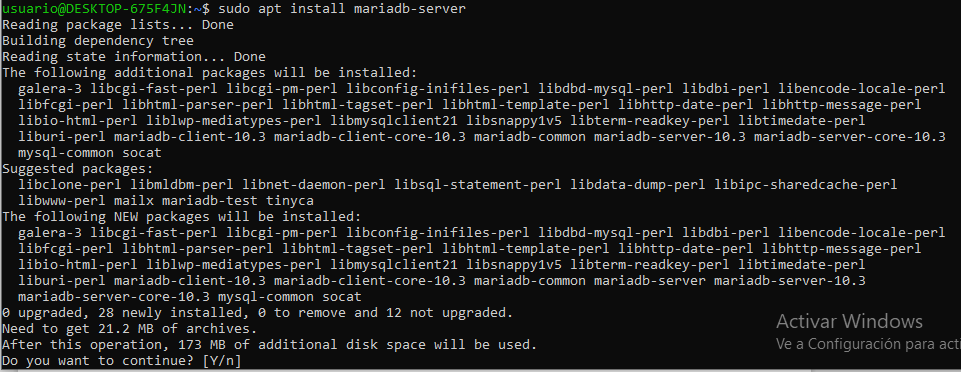 usuario@DESKTOP-675F4JN:~$ sudo apt install mariadb-server
Reading package lists... Done
Building dependency tree
Reading state information... Done
The following additional packages will be installed:
  galera-3 libcgi-fast-perl libcgi-pm-perl libconfig-inifiles-perl libdbd-mysql-perl libdbi-perl libencode-locale-perl
  libfcgi-perl libhtml-parser-perl libhtml-tagset-perl libhtml-template-perl libhttp-date-perl libhttp-message-perl
  libio-html-perl liblwp-mediatypes-perl libmysqlclient21 libsnappy1v5 libterm-readkey-perl libtimedate-perl
  liburi-perl mariadb-client-10.3 mariadb-client-core-10.3 mariadb-common mariadb-server-10.3 mariadb-server-core-10.3
  mysql-common socat
Suggested packages:
  libclone-perl libmldbm-perl libnet-daemon-perl libsql-statement-perl libdata-dump-perl libipc-sharedcache-perl
  libwww-perl mailx mariadb-test tinyca
The following NEW packages will be installed:
  galera-3 libcgi-fast-perl libcgi-pm-perl libconfig-inifiles-perl libdbd-mysql-perl libdbi-perl libencode-locale-perl
  libfcgi-perl libhtml-parser-perl libhtml-tagset-perl libhtml-template-perl libhttp-date-perl libhttp-message-perl
  libio-html-perl liblwp-mediatypes-perl libmysqlclient21 libsnappy1v5 libterm-readkey-perl libtimedate-perl
  liburi-perl mariadb-client-10.3 mariadb-client-core-10.3 mariadb-common mariadb-server mariadb-server-10.3
  mariadb-server-core-10.3 mysql-common socat
0 upgraded, 28 newly installed, 0 to remove and 12 not upgraded.
Need to get 21.2 MB of archives.
After this operation, 173 MB of additional disk space will be used.
Do you want to continue? [Y/n]
Activar Windows
Ve a Configuración para acti